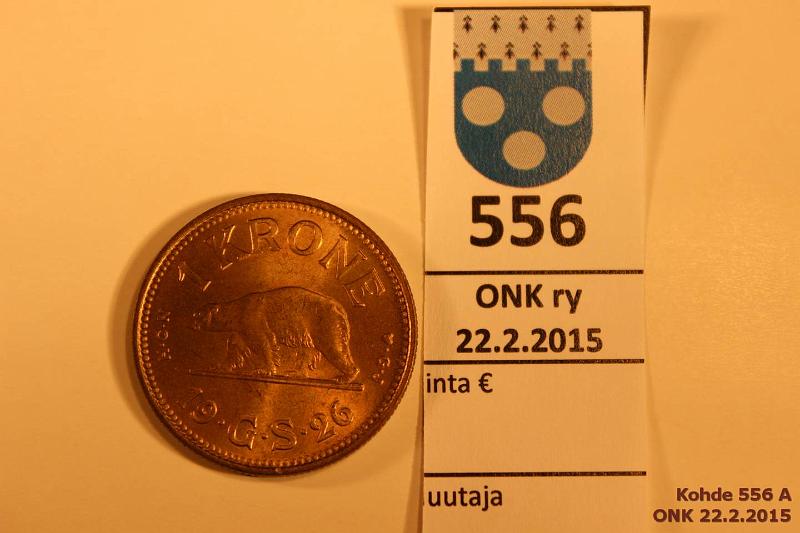 1 KRONE
H.C.N
19·G·S·26
556
ONK ry
22.2.2015
inta €
uutaja
Kohde 556 A
ONK 22.2.2015